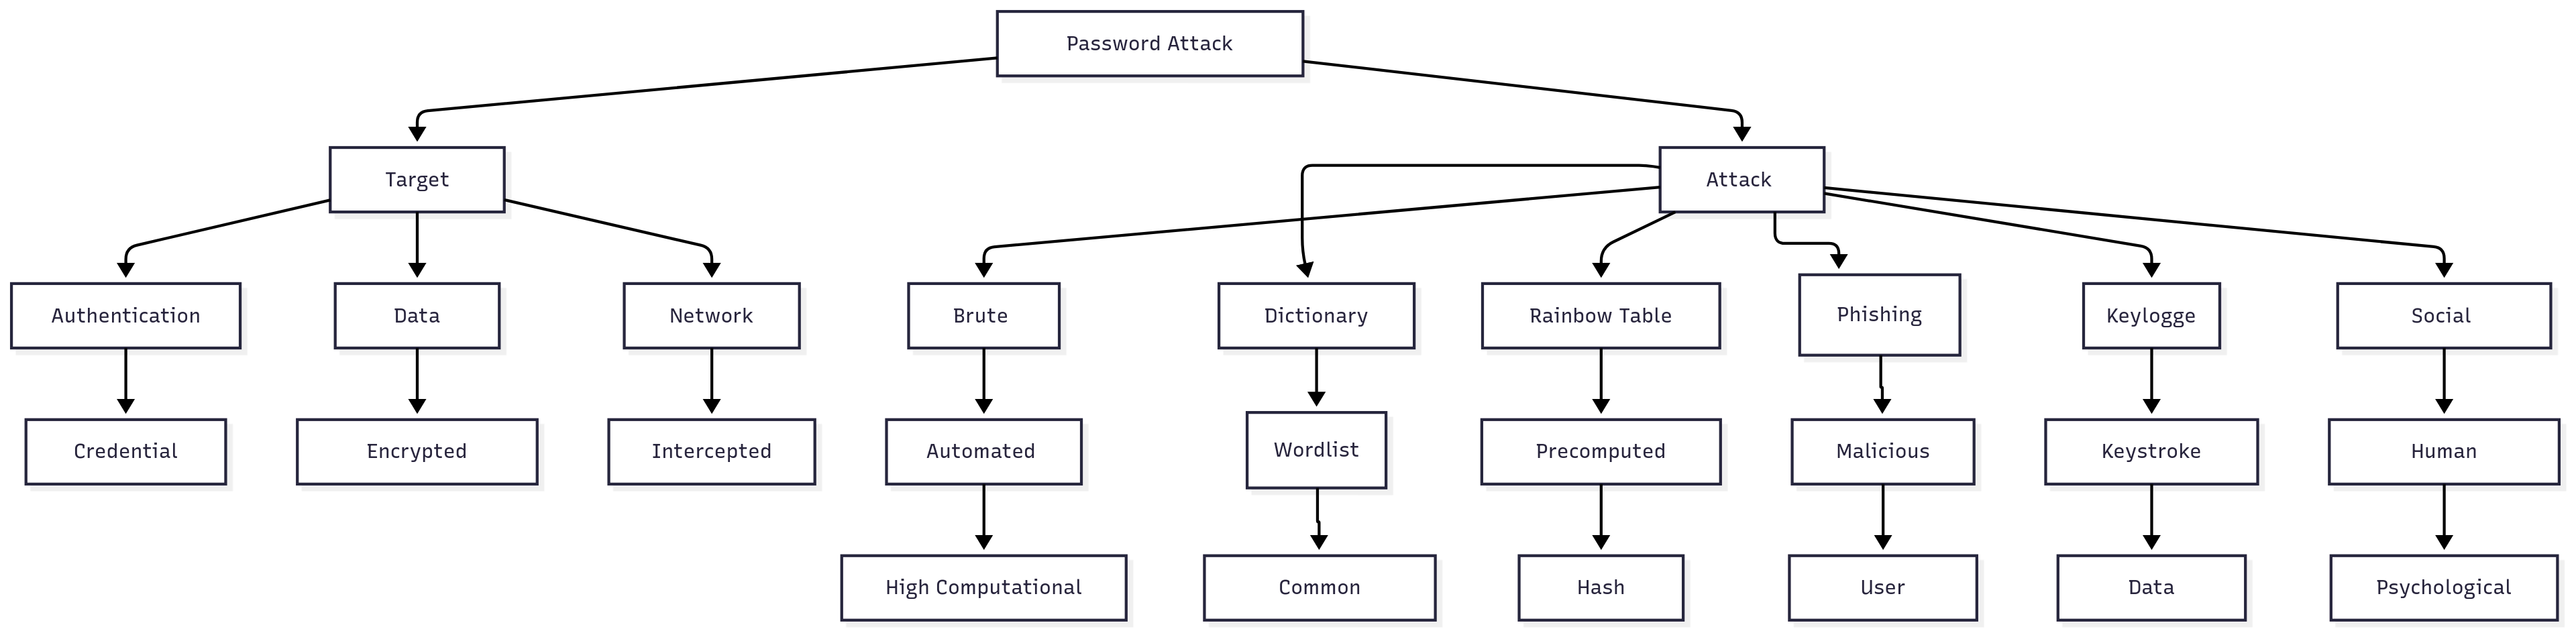 Password Attack
Target
Attack
Authentication
Data
Network
Brute
Dictionary
Rainbow Table
Phishing
Keylogge
Social
Credential
Encrypted
Intercepted
Automated
Wordlist
Precomputed
Malicious
Keystroke
Human
High Computational
Common
Hash
User
Data
Psychological